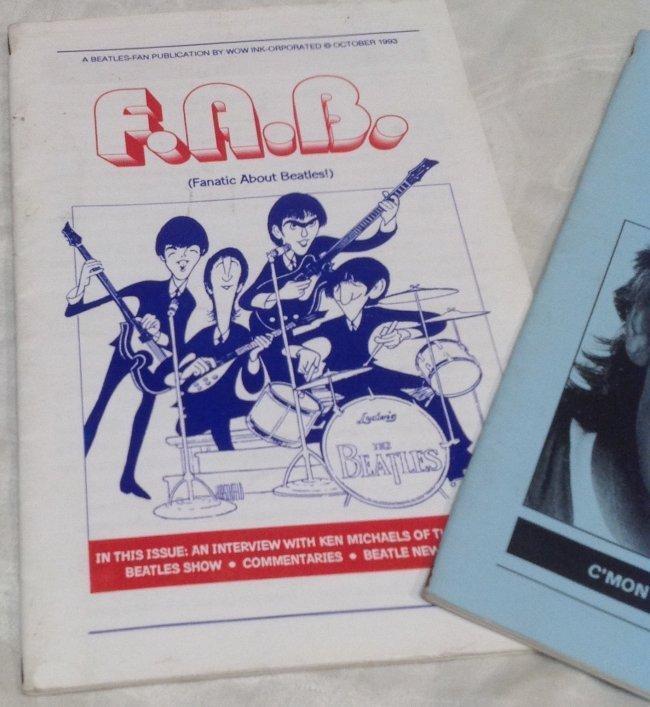 A BEATLES-FAN PUBLICATION BY WOW INK-ORPORATED © OCTOBER 1993
F.A.B.
(Fanatic About Beatles!)
Ludwig
THE
BEATLES
IN THIS ISSUE: AN INTERVIEW WITH KEN MICHAELS OF
BEATLES SHOW • COMMENTARIES • BEATLE
C'MON